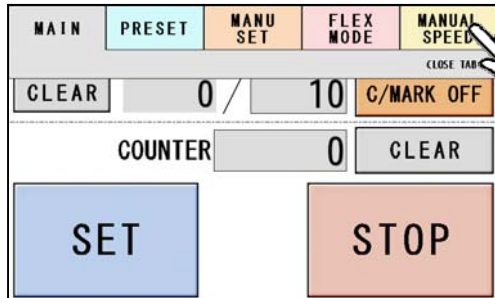 MAIN PRESET MANU SET FLEX MODE MANUAL SPEED
CLOSE TAB
CLEAR 0 / 10 C/MARK OFF
COUNTER 0 CLEAR
SET STOP